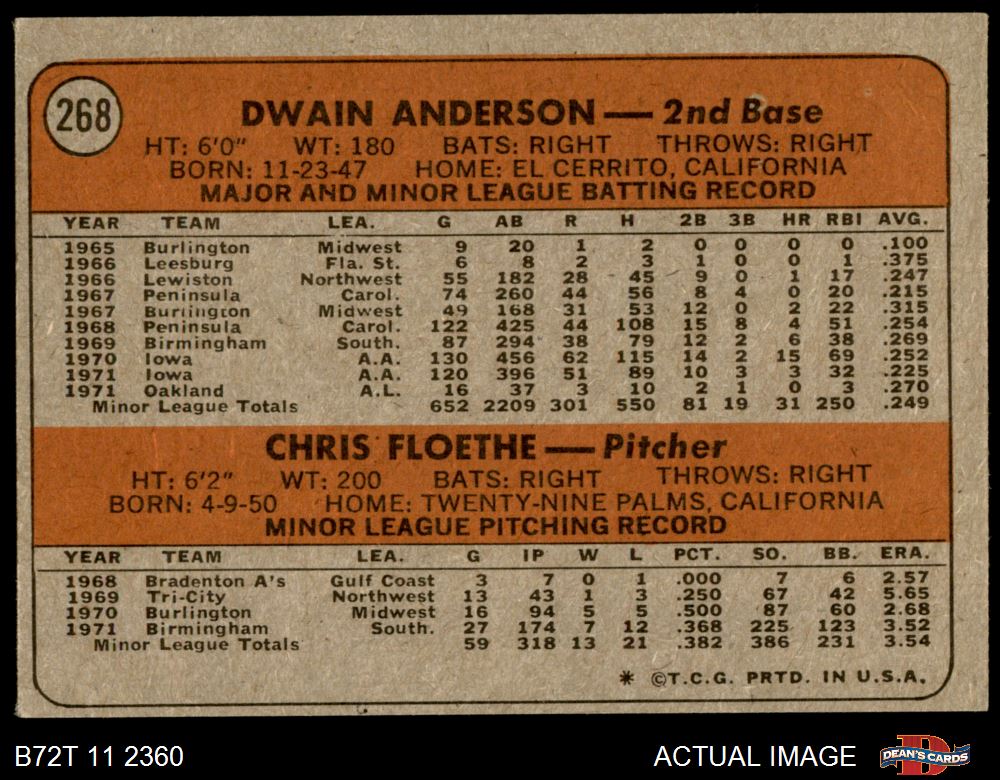 268
DWAIN ANDERSON — 2nd Base
HT: 6'0" WT: 180 BATS: RIGHT THROWS: RIGHT
BORN: 11-23-47 HOME: EL CERRITO, CALIFORNIA
MAJOR AND MINOR LEAGUE BATTING RECORD
YEAR TEAM LEA. G AB R H 2B 3B HR RBI AVG.
1965 Burlington Midwest 9 20 1 2 0 0 0 0 .100
1966 Leesburg Fla. St. 6 8 2 3 1 0 0 1 .375
1966 Lewiston Northwest 55 182 28 45 9 0 1 17 .247
1967 Peninsula Carol. 74 260 44 56 8 4 0 20 .215
1967 Burlington Midwest 49 168 31 53 12 0 2 22 .315
1968 Peninsula Carol. 122 425 44 108 15 8 4 51 .254
1969 Birmingham South. 87 294 38 79 12 2 6 38 .269
1970 Iowa A.A. 130 456 62 115 14 2 15 69 .252
1971 Iowa A.A. 120 396 51 89 10 3 3 32 .225
1971 Oakland A.L. 16 37 3 10 2 1 0 3 .270
Minor League Totals 652 2209 301 550 81 19 31 250 .249
CHRIS FLOETHE — Pitcher
HT: 6'2" WT: 200 BATS: RIGHT THROWS: RIGHT
BORN: 4-9-50 HOME: TWENTY-NINE PALMS, CALIFORNIA
MINOR LEAGUE PITCHING RECORD
YEAR TEAM LEA. G IP W L PCT. SO. BB. ERA.
1968 Bradenton A's Gulf Coast 3 7 0 1 .000 7 6 2.57
1969 Tri-City Northwest 13 43 1 3 .250 67 42 5.65
1970 Burlington Midwest 16 94 5 5 .500 87 60 2.68
1971 Birmingham South. 27 174 7 12 .368 225 123 3.52
Minor League Totals 59 318 13 21 .382 386 231 3.54
* ©T.C.G. PRTD. IN U.S.A.
B72T 11 2360 ACTUAL IMAGE DEAN'S CARDS